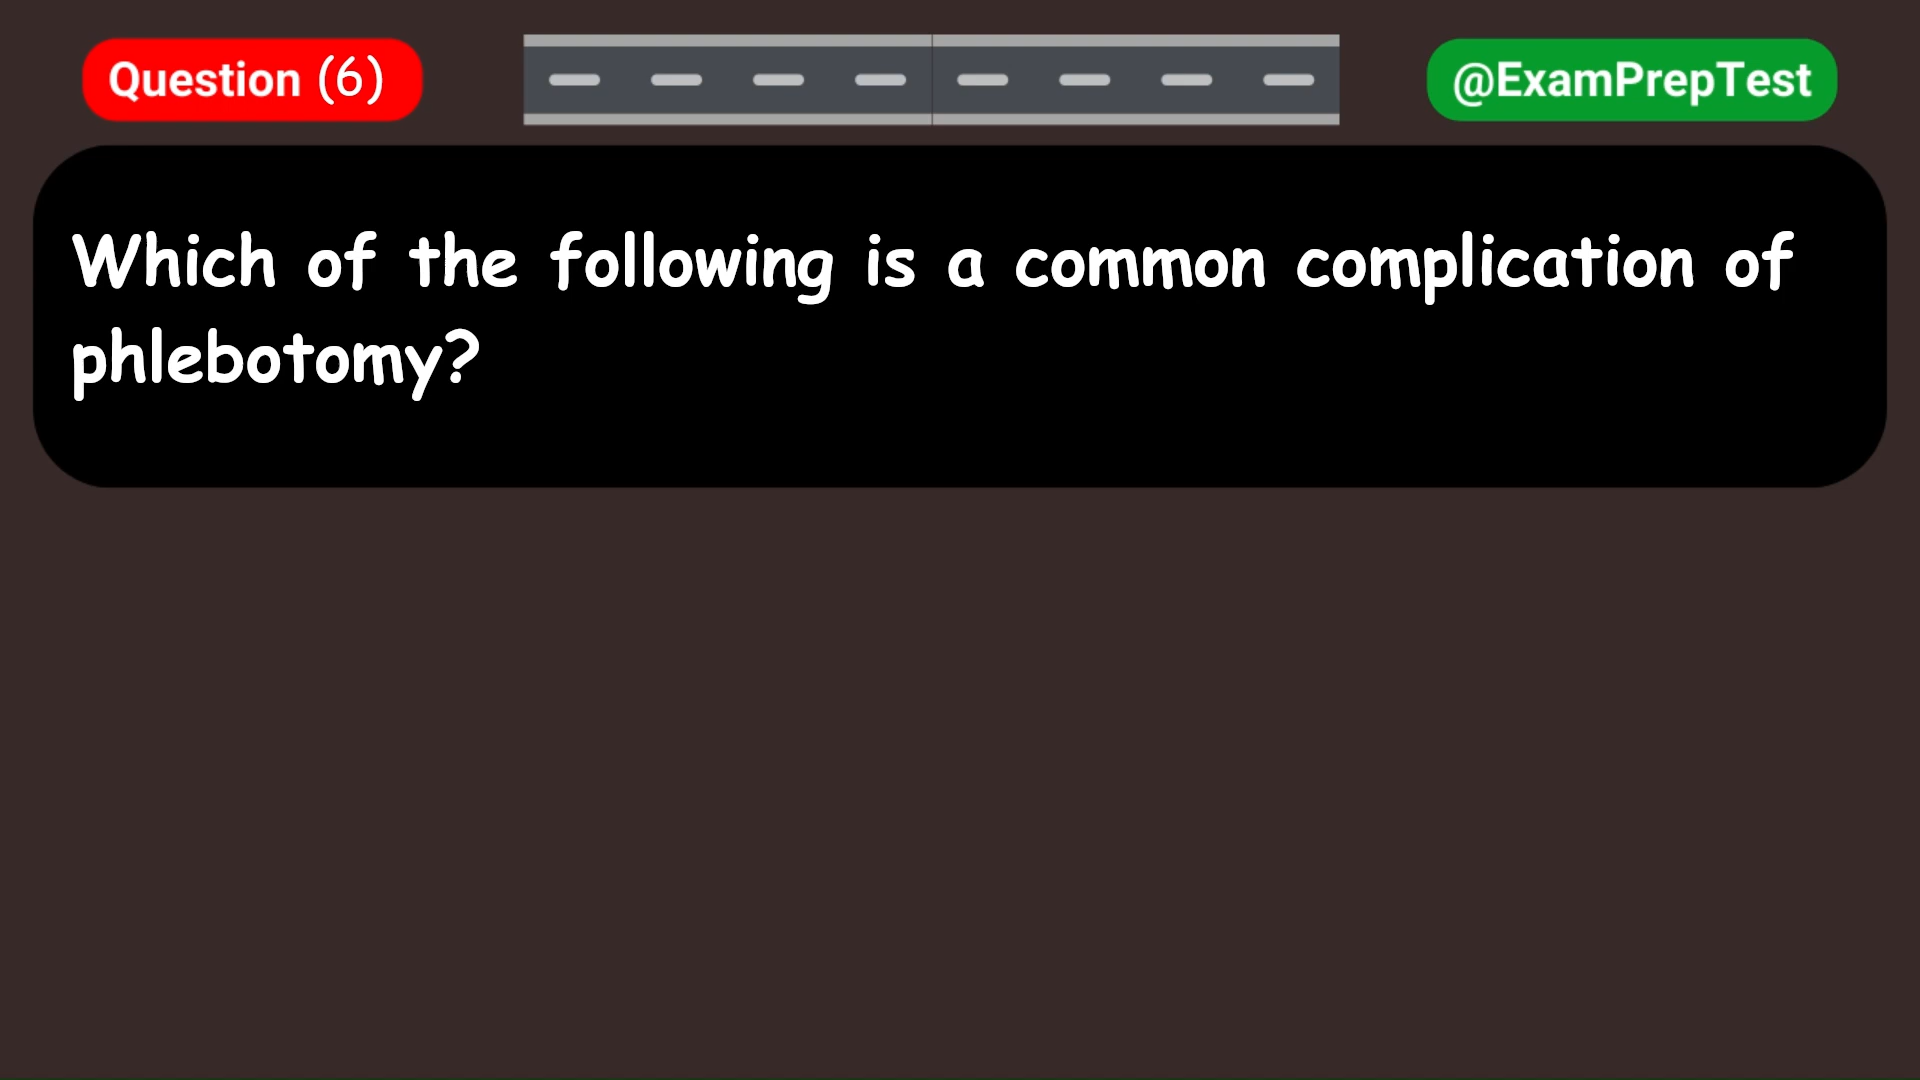 Question (6)
@ExamPrepTest
Which of the following is a common complication of
phlebotomy?